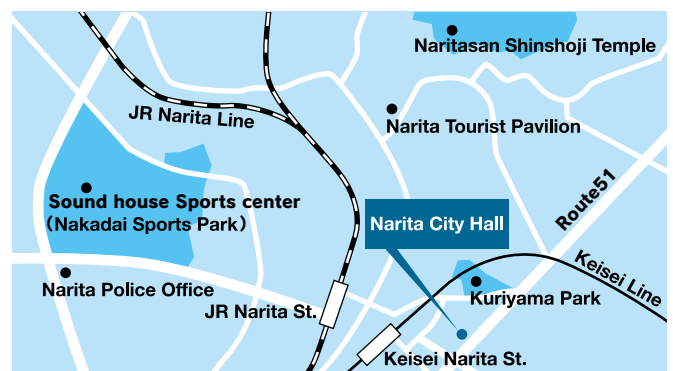 Naritasan Shinshoji Temple
JR Narita Line
Narita Tourist Pavilion
Route51
Sound house Sports center
(Nakadai Sports Park)
Narita City Hall
Keisei Line
Narita Police Office
Kuriyama Park
JR Narita St.
Keisei Narita St.